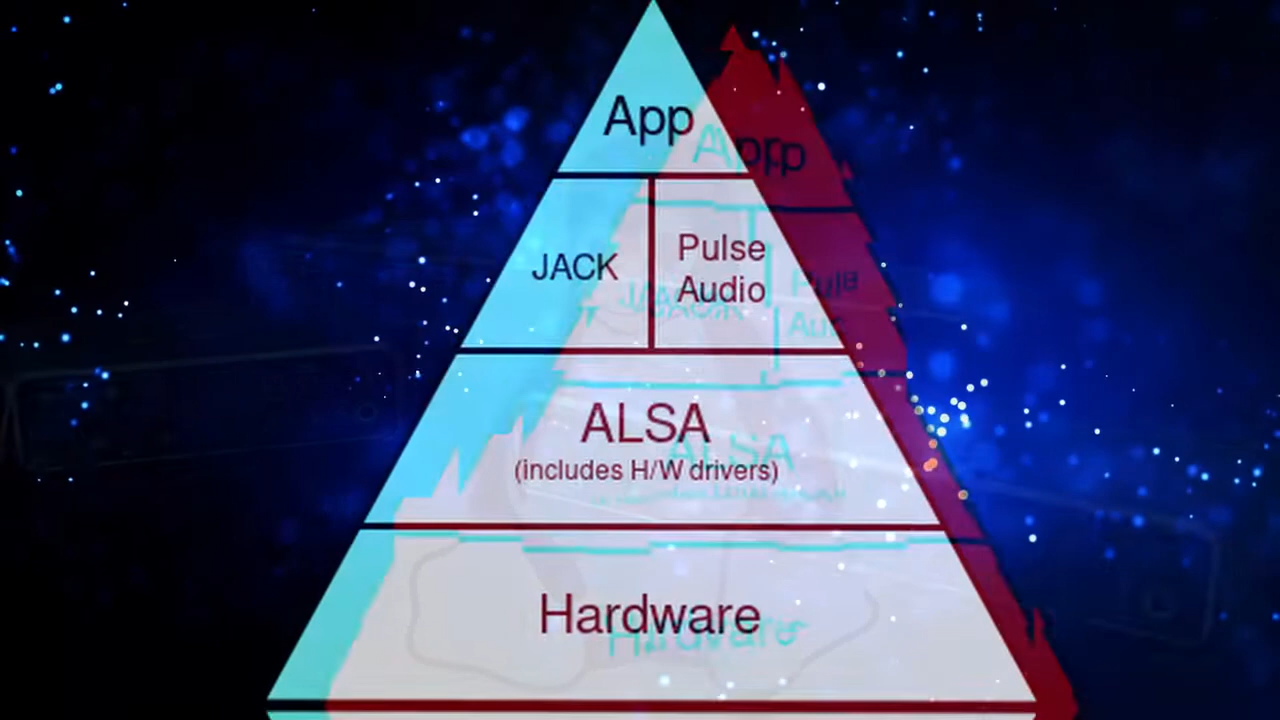 App
JACK
Pulse
Audio
ALSA
(includes H/W drivers)
Hardware